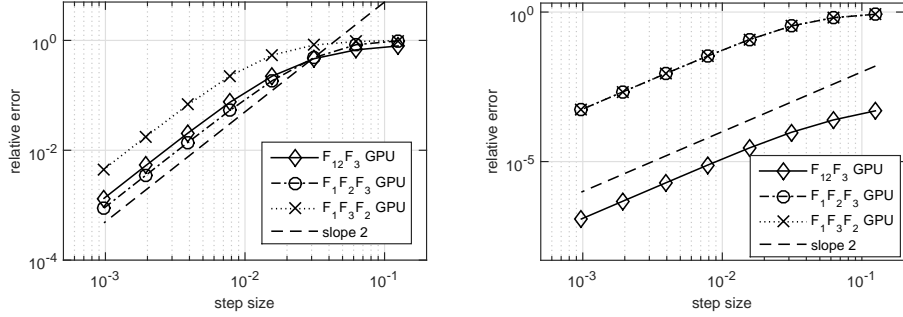 relative error
10^0
10^-2
10^-4
10^-3
10^-2
10^-1
step size
F_12F_3 GPU
F_1F_2F_3 GPU
F_1F_3F_2 GPU
slope 2
relative error
10^0
10^-5
10^-3
10^-2
10^-1
step size
F_12F_3 GPU
F_1F_2F_3 GPU
F_1F_3F_2 GPU
slope 2